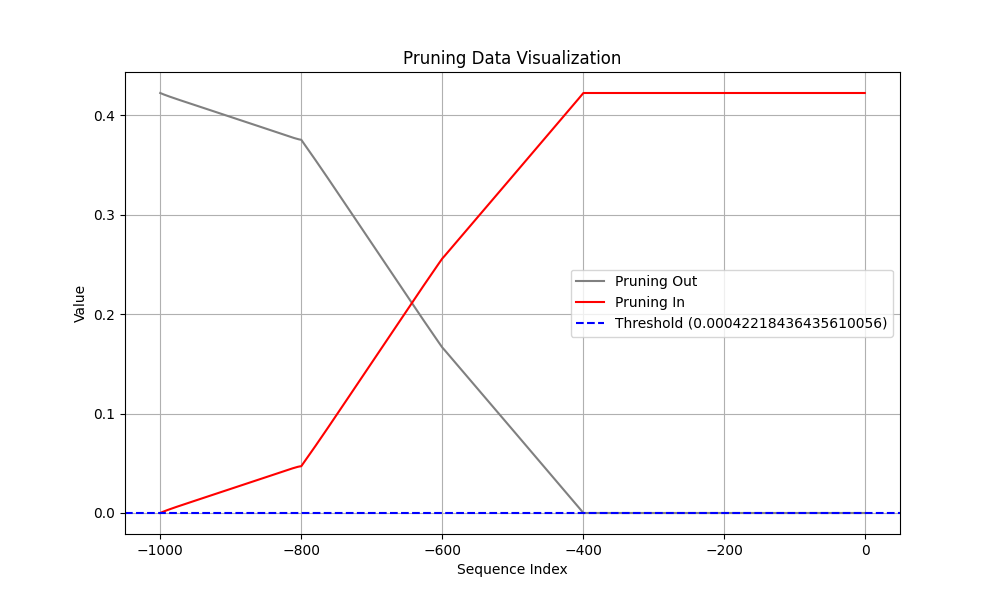 Pruning Data Visualization
Value
0.4
0.3
0.2
0.1
0.0
Pruning Out
Pruning In
Threshold (0.00042218436435610056)
−1000
−800
−600
−400
−200
0
Sequence Index